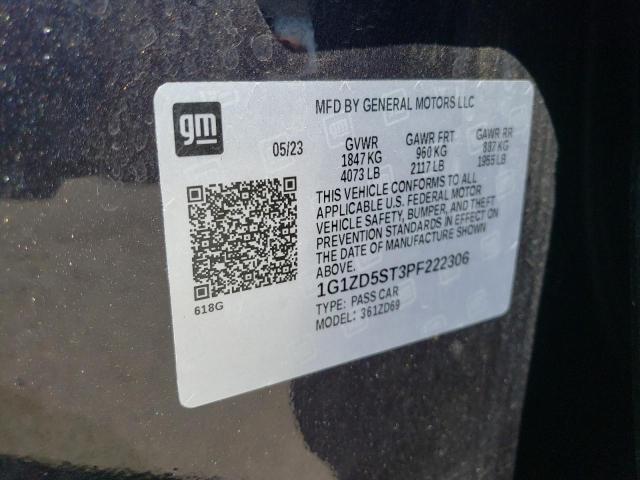 gm
MFD BY GENERAL MOTORS LLC
05/23 GVWR GAWR FRT GAWR RR
1847 KG 960 KG 887 KG
4073 LB 2117 LB 1955 LB
THIS VEHICLE CONFORMS TO ALL
APPLICABLE U.S. FEDERAL MOTOR
VEHICLE SAFETY, BUMPER, AND THEFT
PREVENTION STANDARDS IN EFFECT ON
THE DATE OF MANUFACTURE SHOWN
ABOVE.
1G1ZD5ST3PF222306
TYPE: PASS CAR
MODEL: 361ZD69
618G